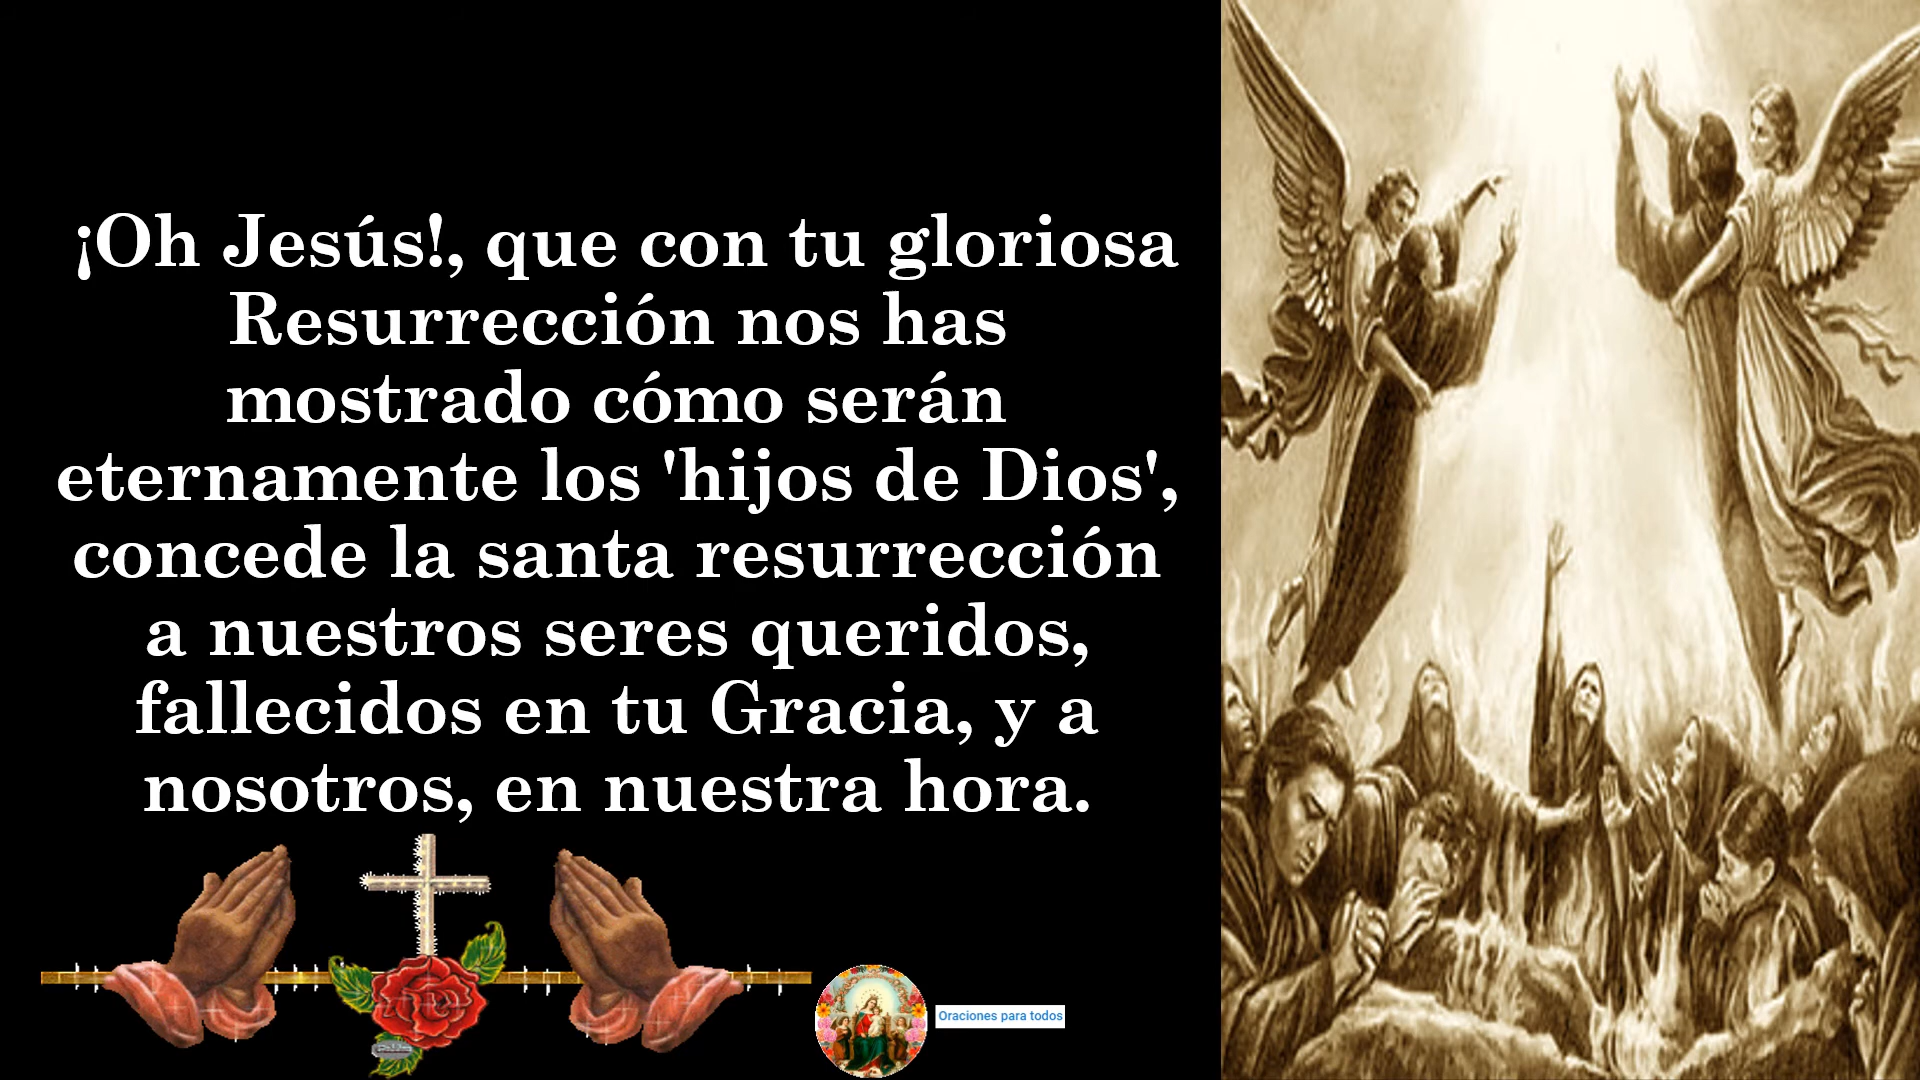 ¡Oh Jesús!, que con tu gloriosa
Resurrección nos has
mostrado cómo serán
eternamente los 'hijos de Dios',
concede la santa resurrección
a nuestros seres queridos,
fallecidos en tu Gracia, y a
nosotros, en nuestra hora.
Oraciones para todos